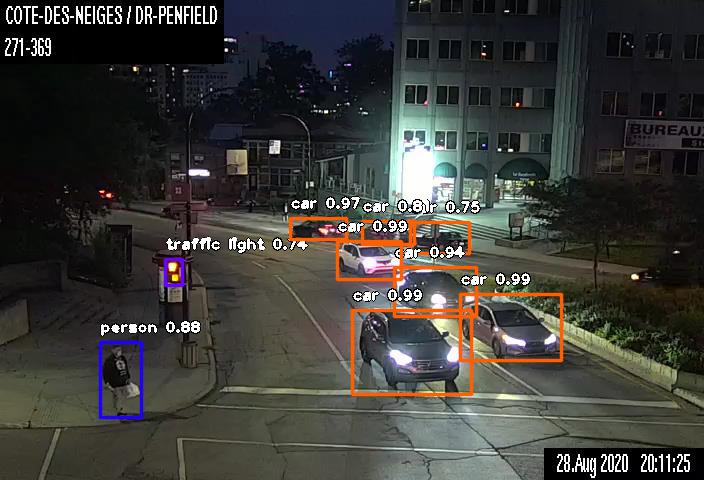 COTE-DES-NEIGES / DR-PENFIELD
271-369
car 0.97
car 0.8
0.75
car 0.99
traffic light 0.74
car 0.94
car 0.99
car 0.99
person 0.88
BUREAUX
28.Aug 2020 20:11:25